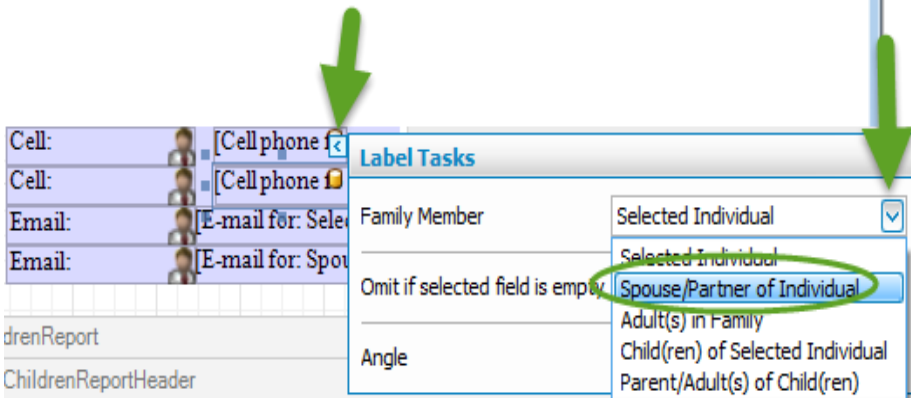 Cell: [Cell phone f
Cell: [Cell phone f
Email: [E-mail for: Selec
Email: [E-mail for: Spou
drenReport
ChildrenReportHeader
Label Tasks
Family Member Selected Individual
Selected Individual
Omit if selected field is empty Spouse/Partner of Individual
Adult(s) in Family
Angle Child(ren) of Selected Individual
Parent/Adult(s) of Child(ren)